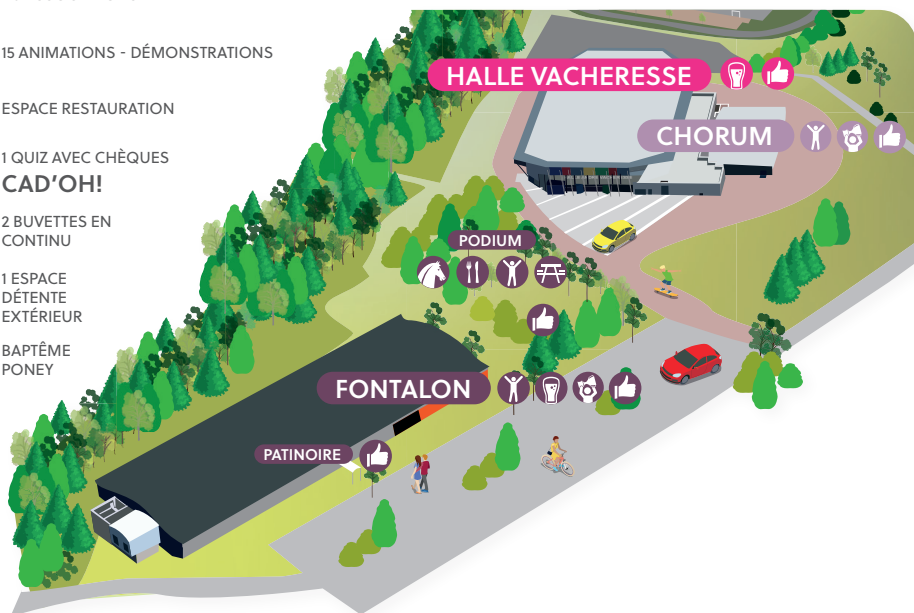 15 ANIMATIONS - DÉMONSTRATIONS
ESPACE RESTAURATION
1 QUIZ AVEC CHÈQUES
CAD'OH!
2 BUVETTES EN
CONTINU
1 ESPACE
DÉTENTE
EXTÉRIEUR
BAPTÊME
PONEY
HALLE VACHERESSE
CHORUM
PODIUM
FONTALON
PATINOIRE